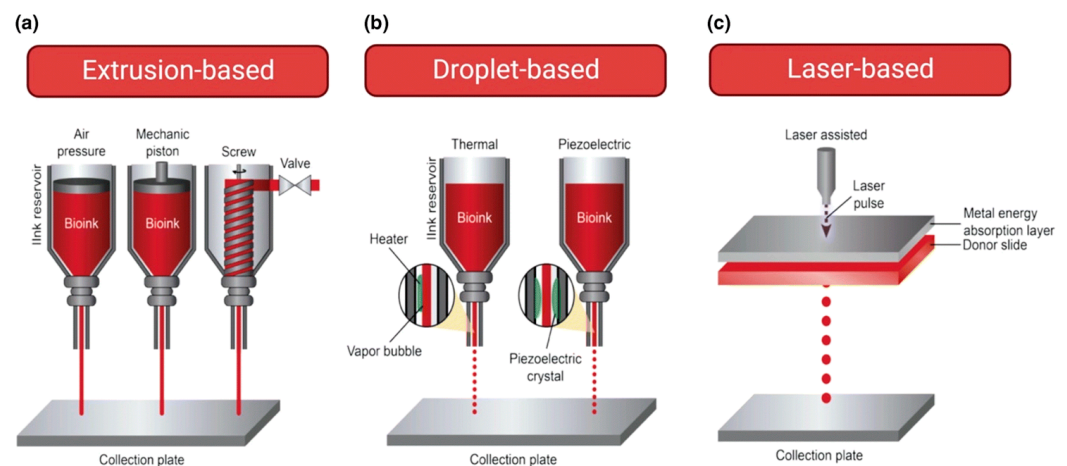 (a)
Extrusion-based
Air
pressure
Mechanic
piston
Screw
Valve
IInk reservoir
Bioink
Bioink
Collection plate
(b)
Droplet-based
Thermal
Piezoelectric
IInk reservoir
Bioink
Bioink
Heater
Vapor bubble
Piezoelectric
crystal
Collection plate
(c)
Laser-based
Laser assisted
Laser
pulse
Metal energy
absorption layer
Donor slide
Collection plate